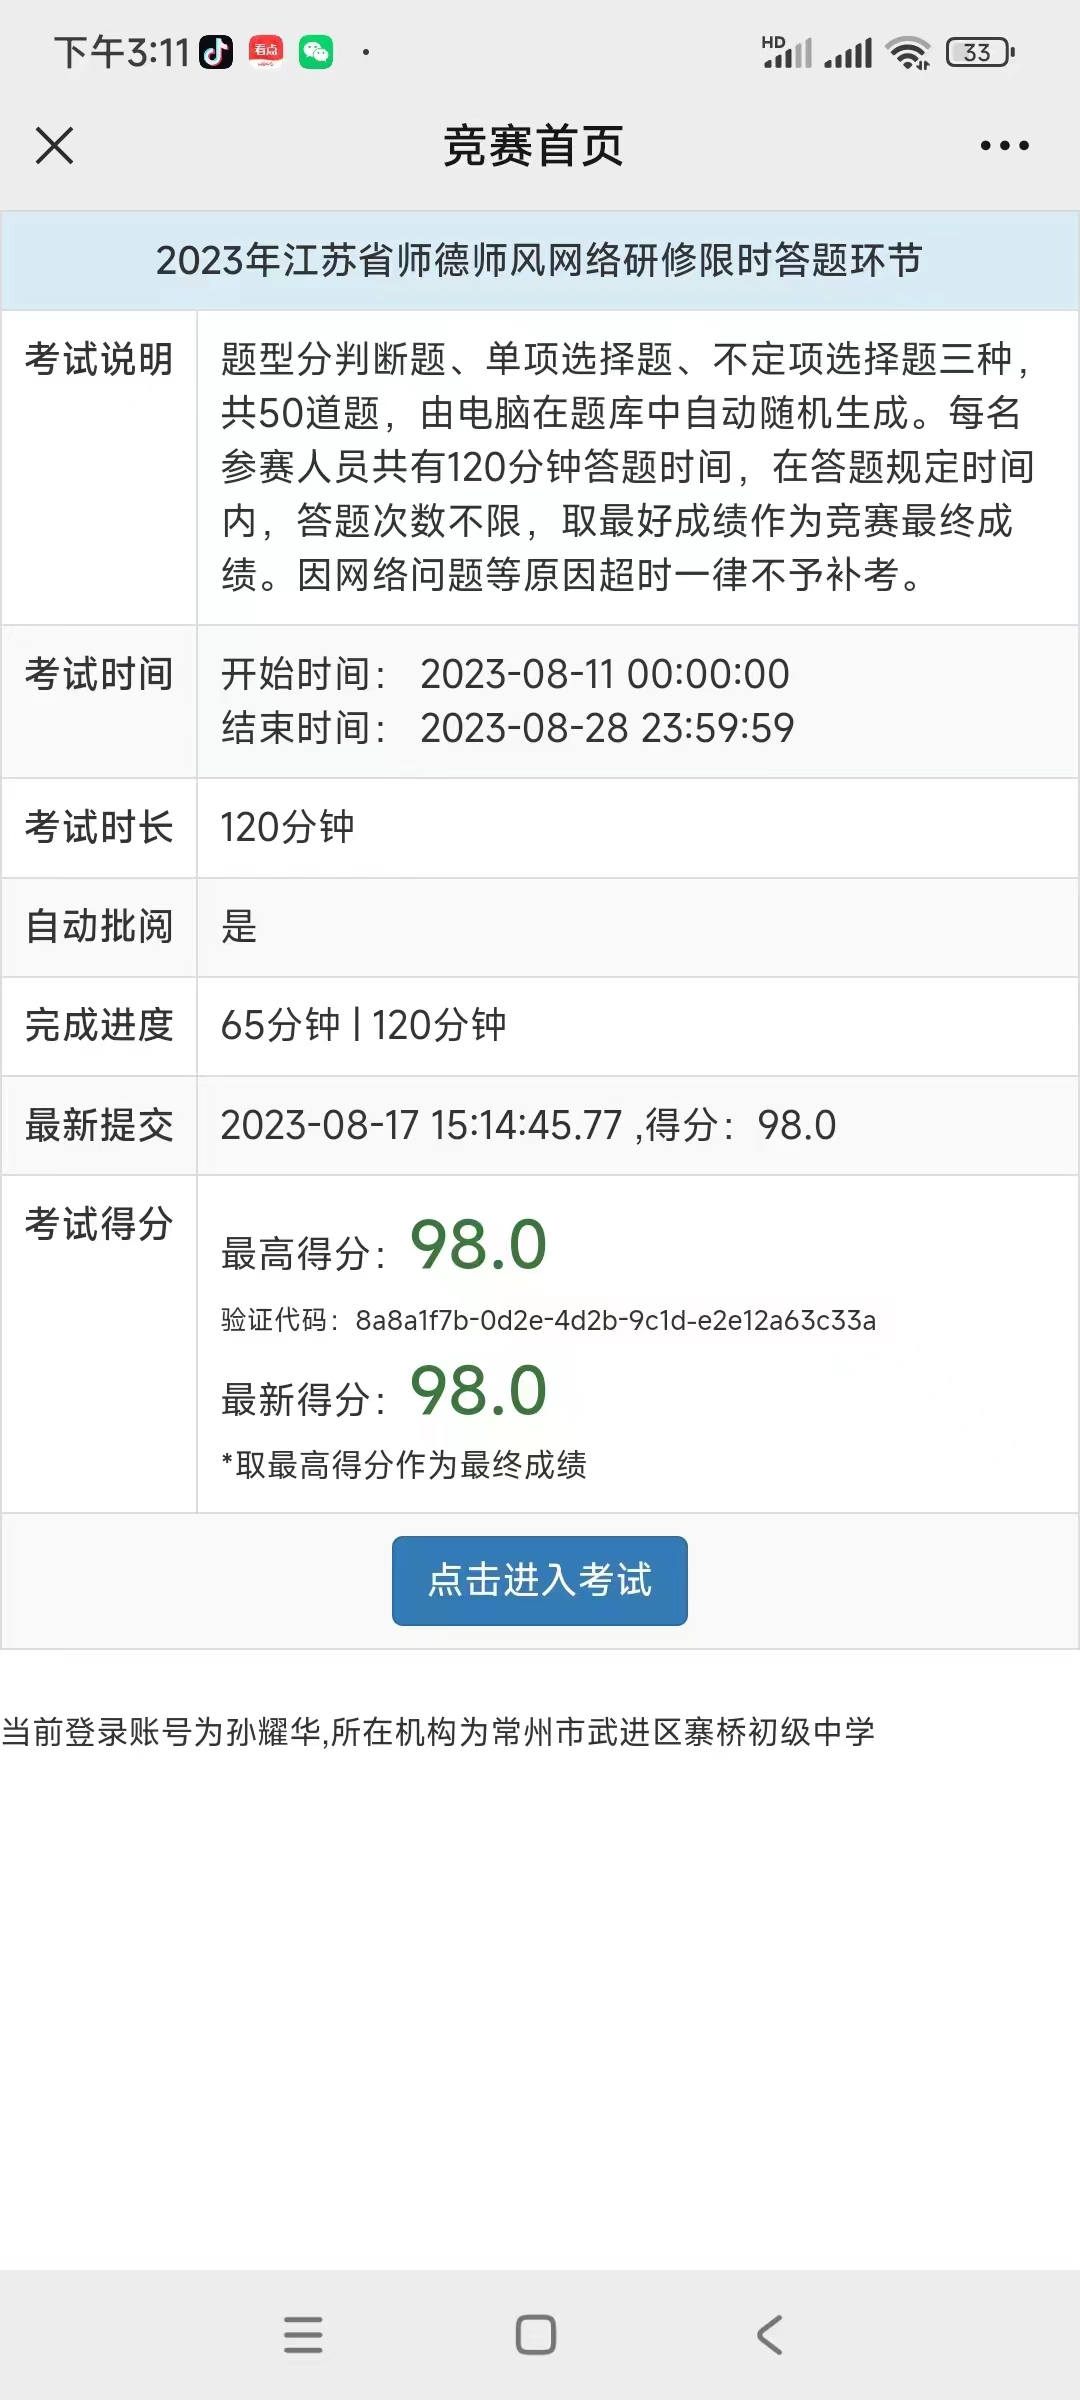 下午3:11
看点
HD
33
竞赛首页
2023年江苏省师德师风网络研修限时答题环节
考试说明
题型分判断题、单项选择题、不定项选择题三种，
共50道题，由电脑在题库中自动随机生成。每名
参赛人员共有120分钟答题时间，在答题规定时间
内，答题次数不限，取最好成绩作为竞赛最终成
绩。因网络问题等原因超时一律不予补考。
考试时间
开始时间： 2023-08-11 00:00:00
结束时间： 2023-08-28 23:59:59
考试时长
120分钟
自动批阅
是
完成进度
65分钟 | 120分钟
最新提交
2023-08-17 15:14:45.77 ,得分：98.0
考试得分
最高得分：98.0
验证代码：8a8a1f7b-0d2e-4d2b-9c1d-e2e12a63c33a
最新得分：98.0
*取最高得分作为最终成绩
点击进入考试
当前登录账号为孙耀华,所在机构为常州市武进区寨桥初级中学